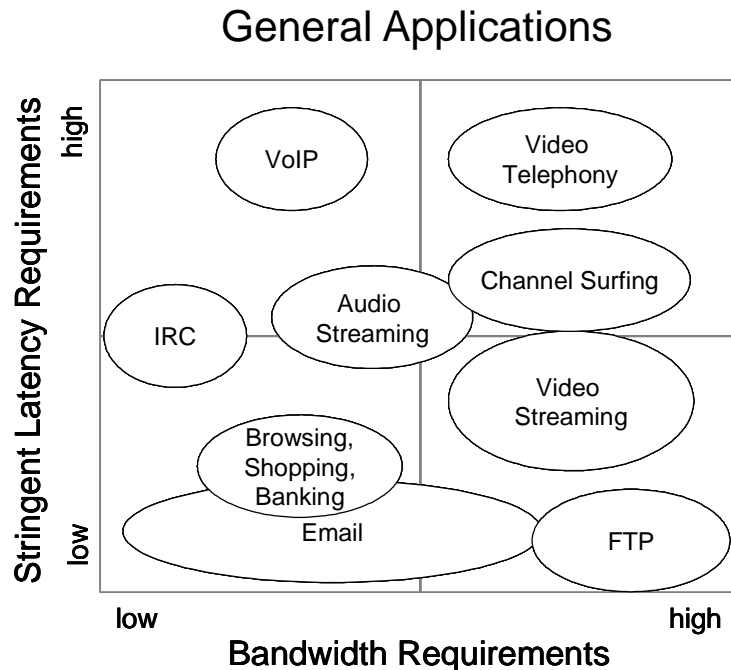 General Applications
Stringent Latency Requirements
high
low
VoIP
Video
Telephony
Channel Surfing
Audio
Streaming
IRC
Video
Streaming
Browsing,
Shopping,
Banking
Email
FTP
low
high
Bandwidth Requirements